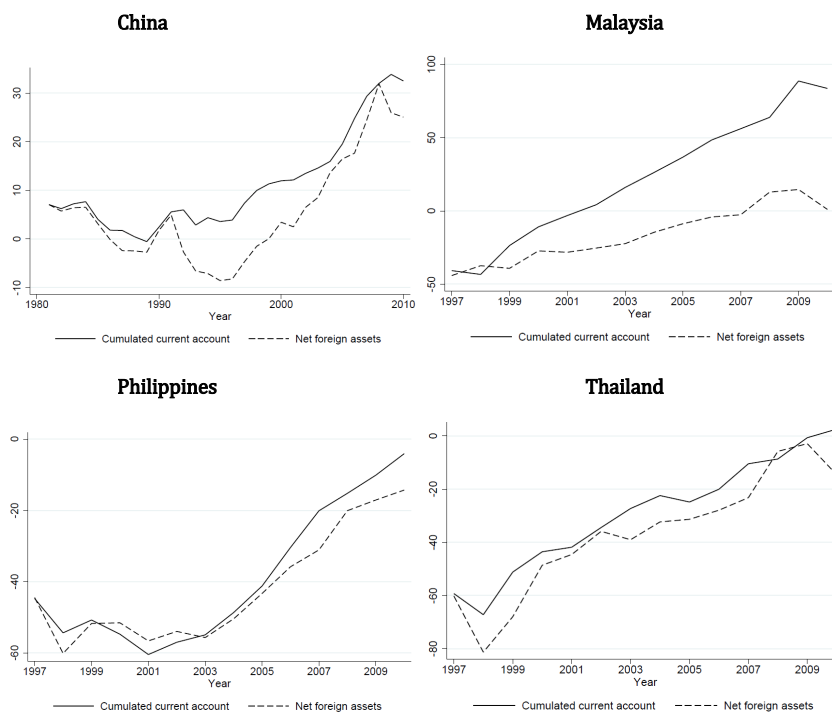 China
30
20
10
0
-10
1980 1990 2000 2010
Year
Cumulated current account Net foreign assets
Malaysia
100
50
0
-50
1997 1999 2001 2003 2005 2007 2009
Year
Cumulated current account Net foreign assets
Philippines
0
-20
-40
-60
1997 1999 2001 2003 2005 2007 2009
Year
Cumulated current account Net foreign assets
Thailand
0
-20
-40
-60
-80
1997 1999 2001 2003 2005 2007 2009
Year
Cumulated current account Net foreign assets